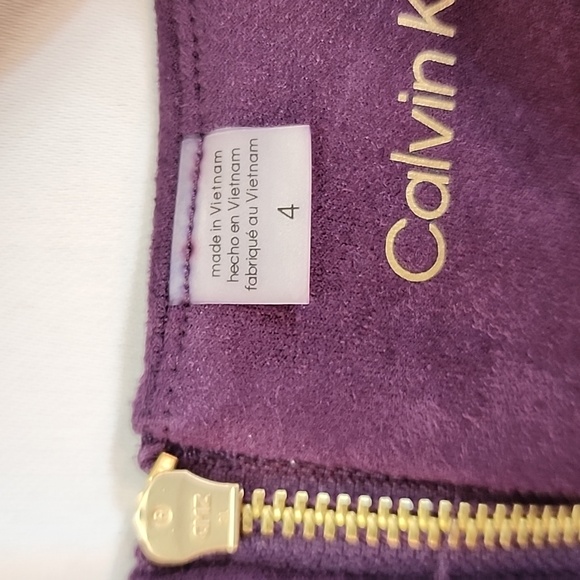 Calvin K
made in Vietnam
hecho en Vietnam
fabriqué au Vietnam
4